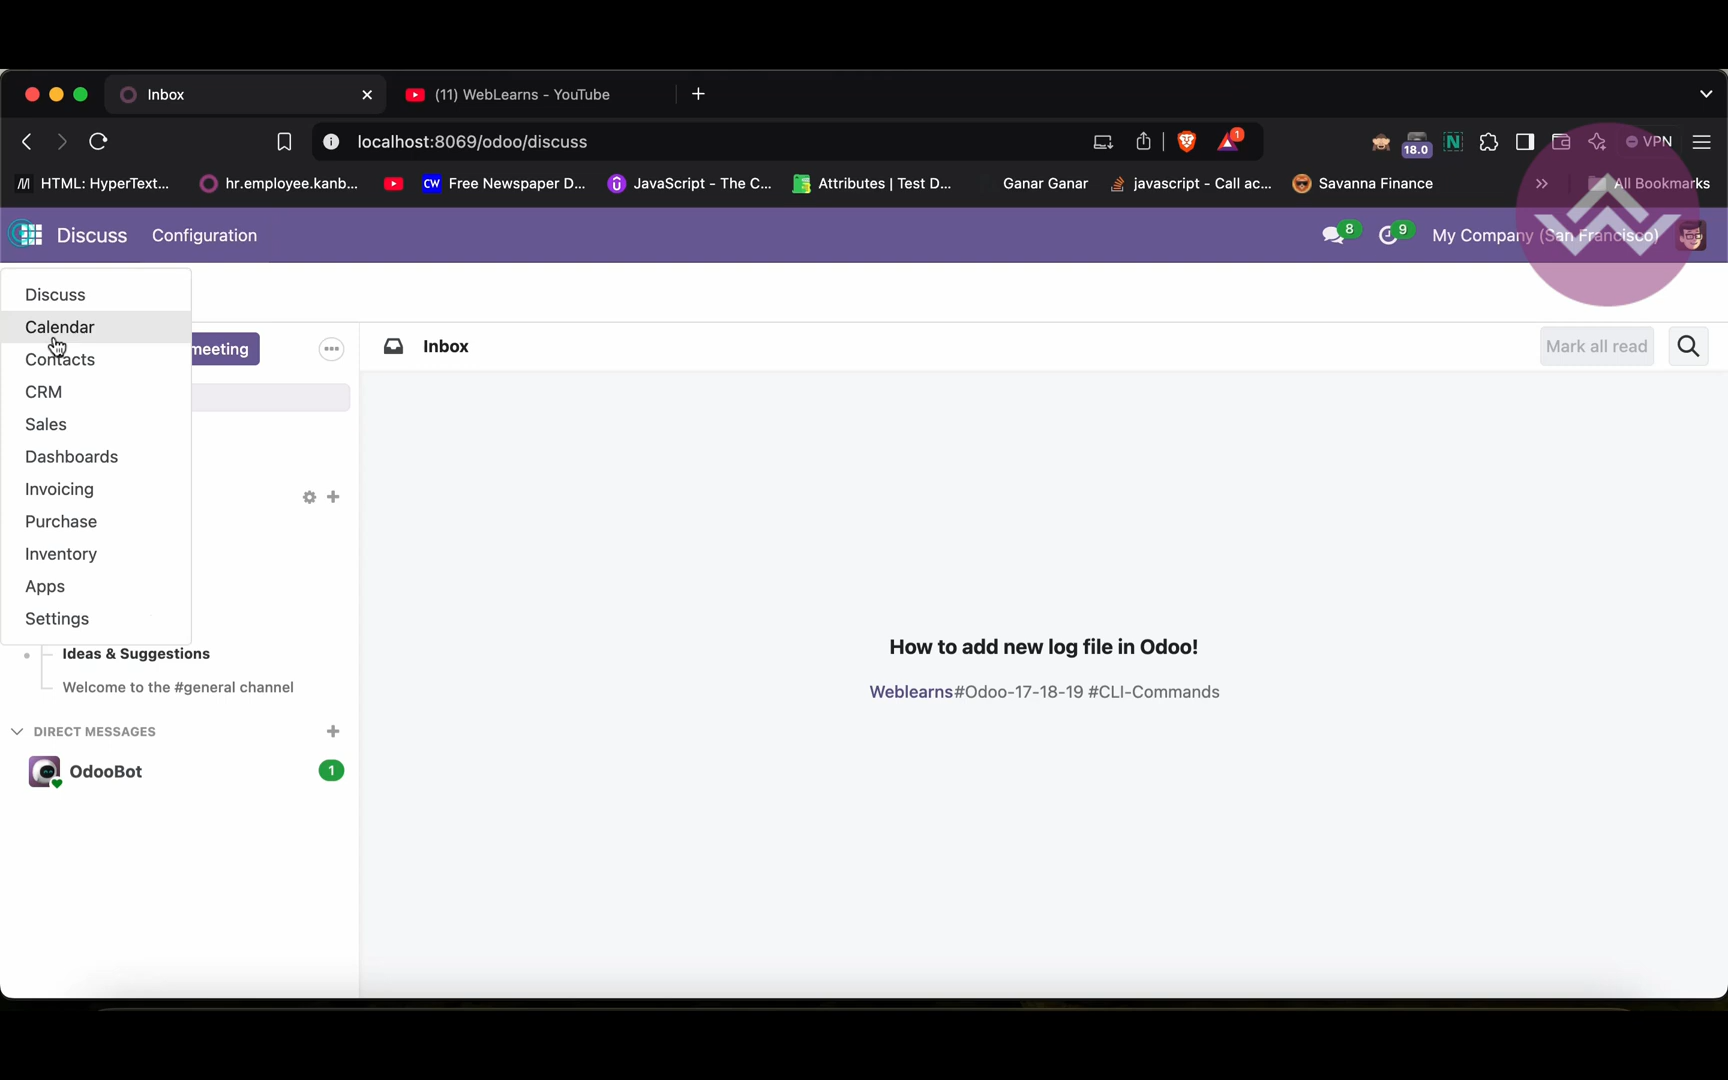 Inbox
(11) WebLearns - YouTube
localhost:8069/odoo/discuss
1
18.0
VPN
HTML: HyperText...
hr.employee.kanb...
CW Free Newspaper D...
JavaScript - The C...
Attributes | Test D...
Ganar Ganar
javascript - Call ac...
Savanna Finance
»
All Bookmarks
Discuss
Configuration
8
9
My Company (San Francisco)
Discuss
Calendar
Contacts
CRM
Sales
Dashboards
Invoicing
Purchase
Inventory
Apps
Settings
meeting
Inbox
Mark all read
Ideas & Suggestions
Welcome to the #general channel
DIRECT MESSAGES
OdooBot
1
How to add new log file in Odoo!
Weblearns#Odoo-17-18-19 #CLI-Commands